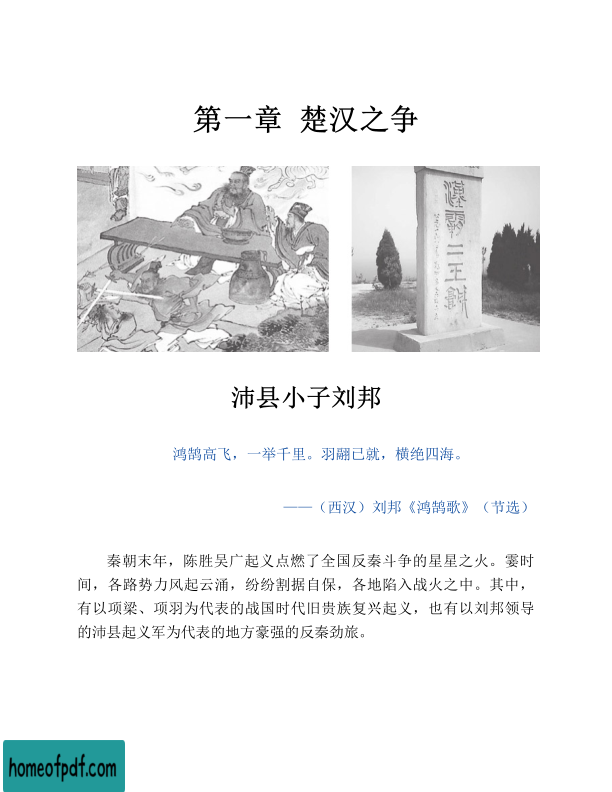 第一章 楚汉之争
漢霸二王城
沛县小子刘邦
鸿鹄高飞，一举千里。羽翮已就，横绝四海。
——（西汉）刘邦《鸿鹄歌》（节选）
秦朝末年，陈胜吴广起义点燃了全国反秦斗争的星星之火。霎时
间，各路势力风起云涌，纷纷割据自保，各地陷入战火之中。其中，
有以项梁、项羽为代表的战国时代旧贵族复兴起义，也有以刘邦领导
的沛县起义军为代表的地方豪强的反秦劲旅。
homeofpdf.com